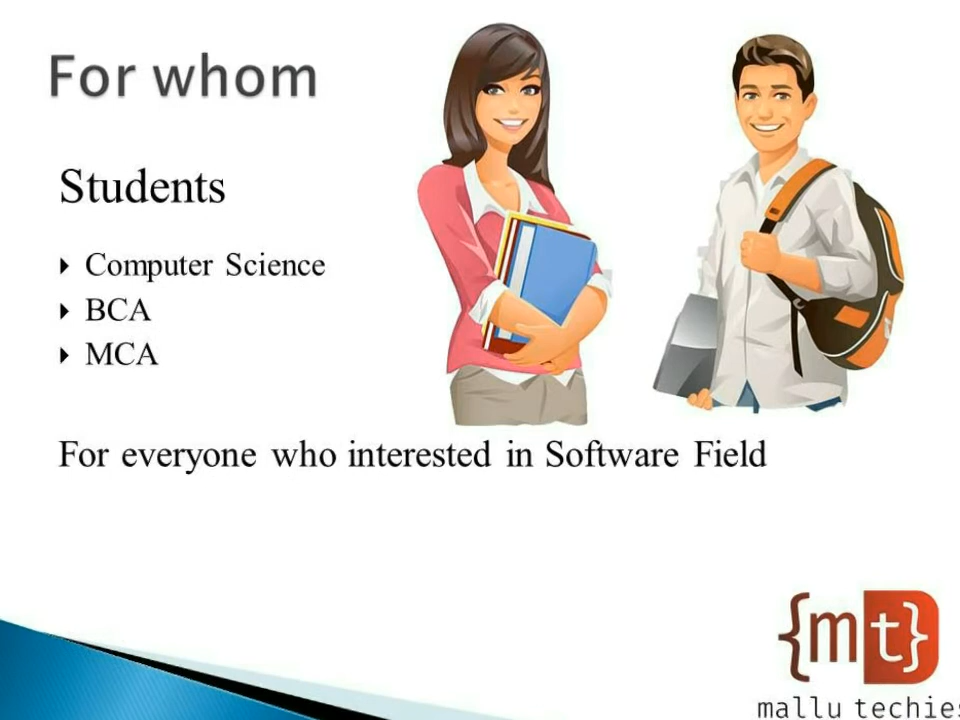 For whom
Students
Computer Science
BCA
MCA
For everyone who interested in Software Field
{mt}
mallu techies